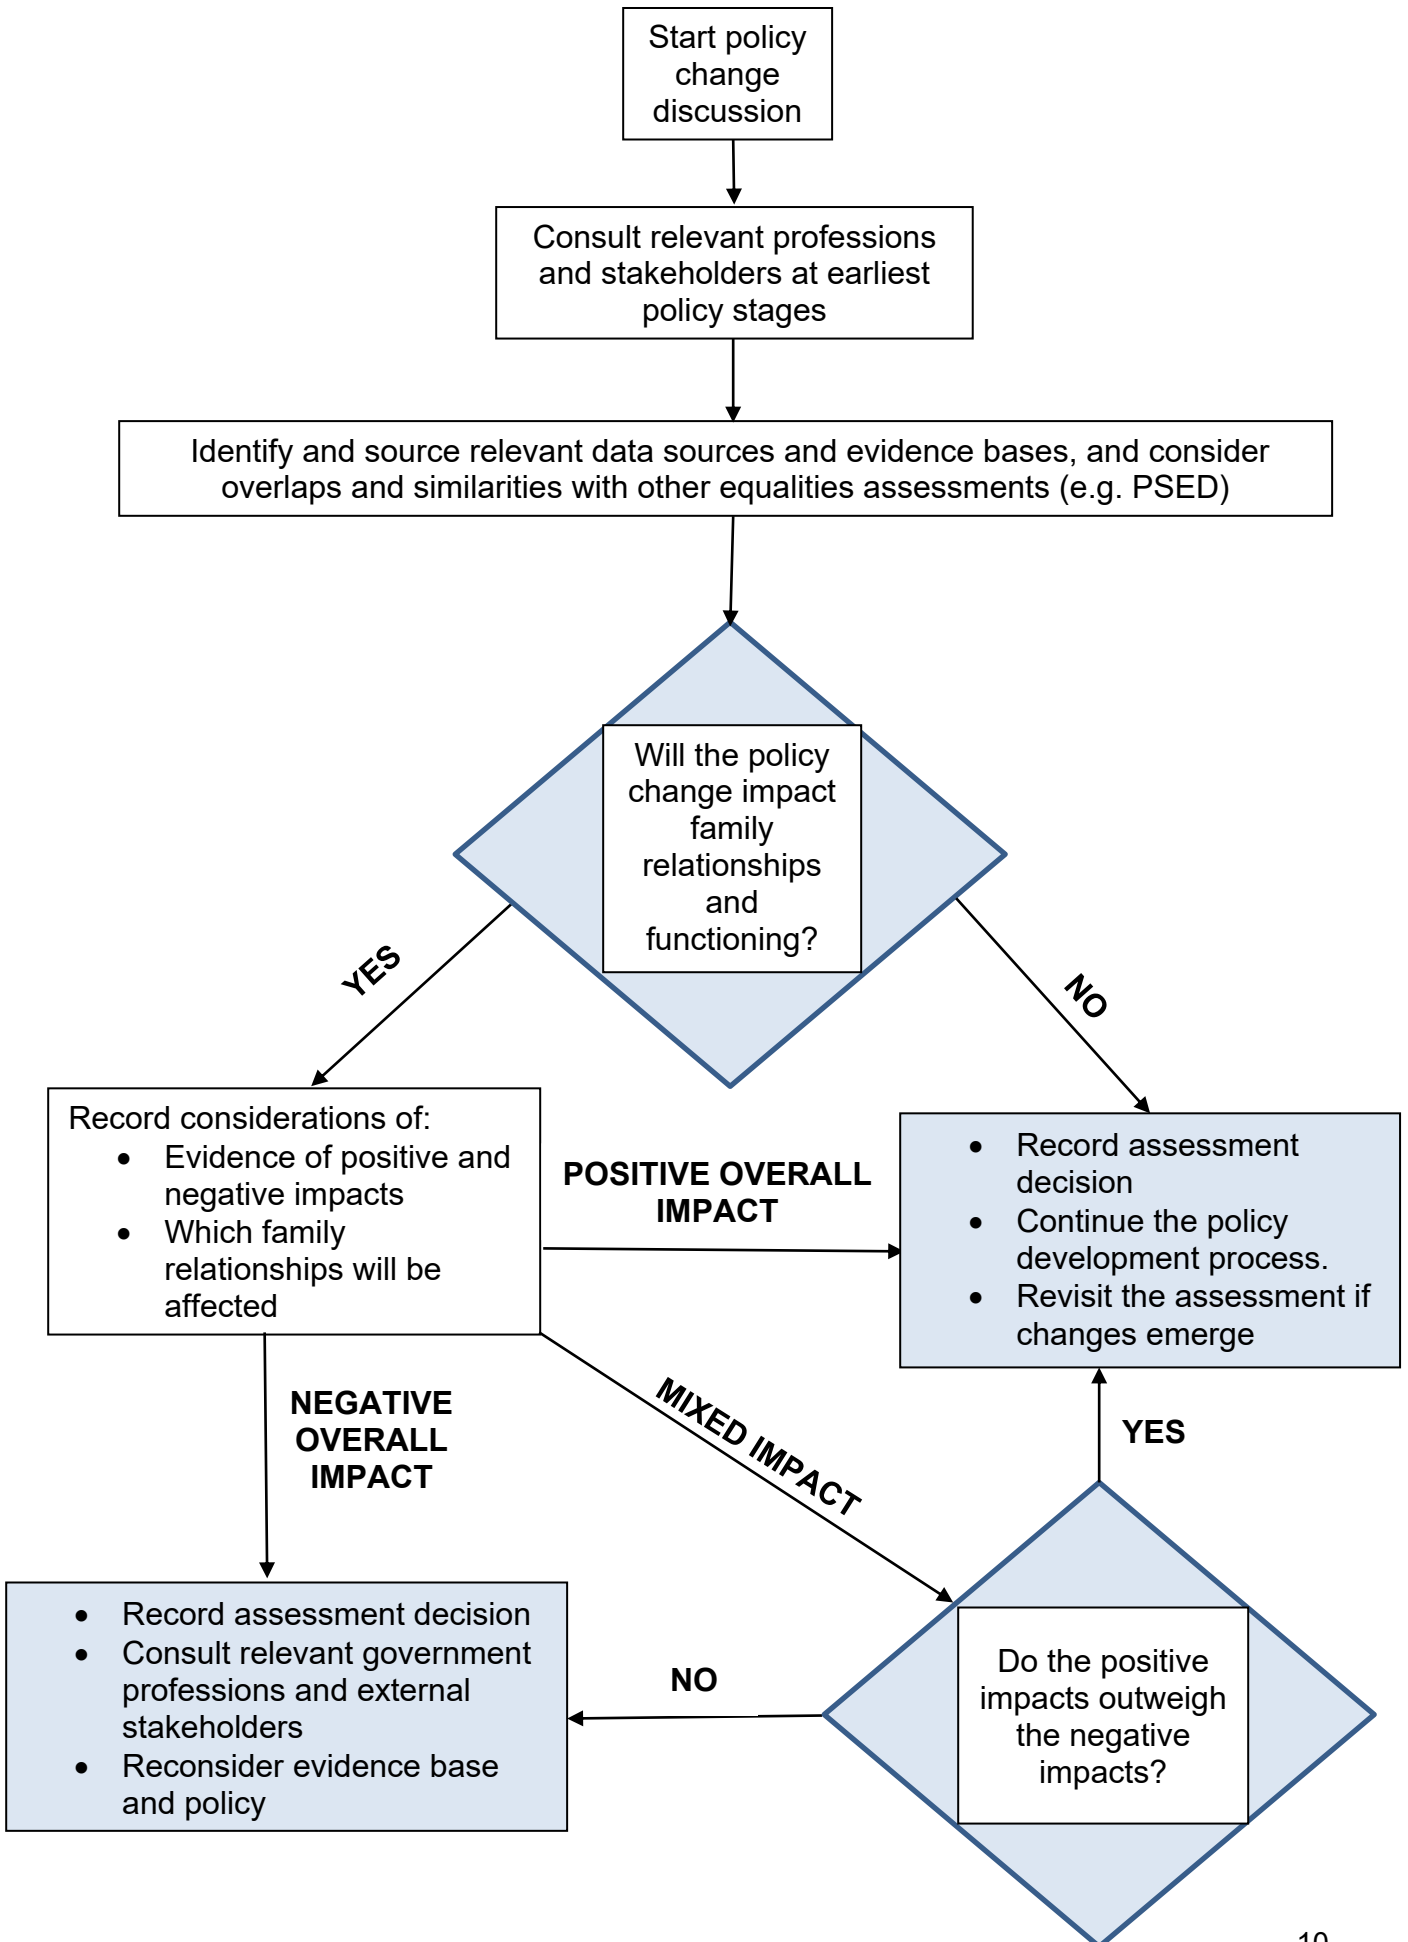 Start policy
change
discussion
Consult relevant professions
and stakeholders at earliest
policy stages
Identify and source relevant data sources and evidence bases, and consider
overlaps and similarities with other equalities assessments (e.g. PSED)
Will the policy
change impact
family
relationships
and
functioning?
YES
NO
Record considerations of:
• Evidence of positive and
negative impacts
• Which family
relationships will be
affected
POSITIVE OVERALL
IMPACT
• Record assessment
decision
• Continue the policy
development process.
• Revisit the assessment if
changes emerge
NEGATIVE
OVERALL
IMPACT
MIXED IMPACT
YES
• Record assessment decision
• Consult relevant government
professions and external
stakeholders
• Reconsider evidence base
and policy
NO
Do the positive
impacts outweigh
the negative
impacts?
10